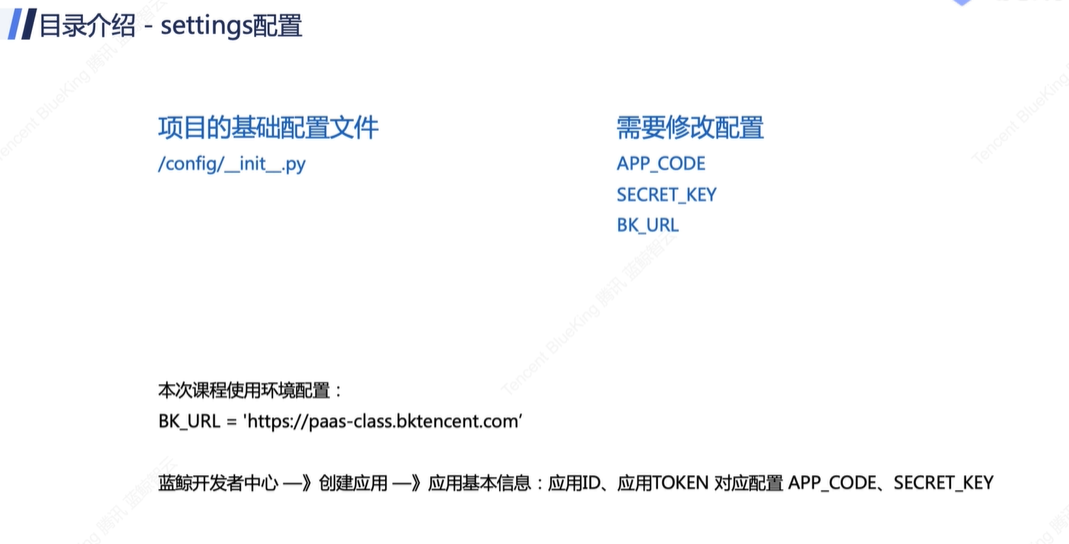 目录介绍 - settings配置
项目的基础配置文件
/config/__init__.py
需要修改配置
APP_CODE
SECRET_KEY
BK_URL
本次课程使用环境配置：
BK_URL = 'https://paas-class.bktencent.com'
蓝鲸开发者中心 —》创建应用 —》应用基本信息：应用ID、应用TOKEN 对应配置 APP_CODE、SECRET_KEY
Tencent BlueKing 腾讯 蓝鲸智云